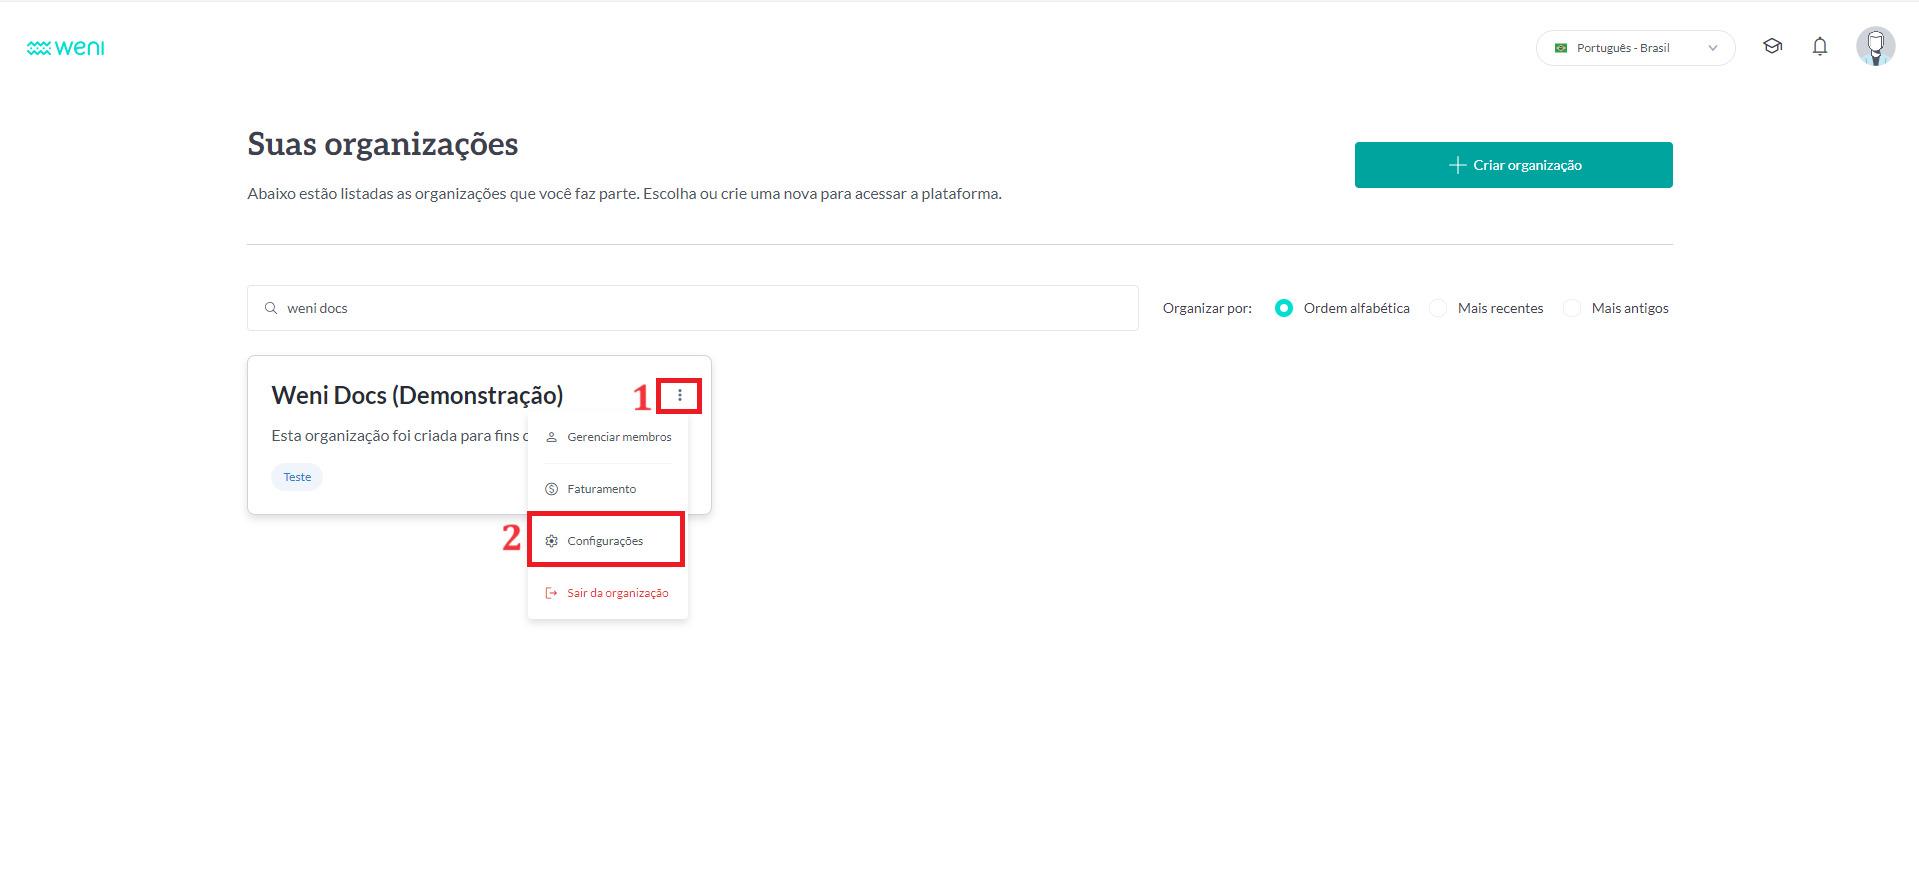 weni
Português - Brasil
Suas organizações
Criar organização
Abaixo estão listadas as organizações que você faz parte. Escolha ou crie uma nova para acessar a plataforma.
weni docs
Organizar por:
Ordem alfabética
Mais recentes
Mais antigos
Weni Docs (Demonstração)
1
Esta organização foi criada para fins
Gerenciar membros
Teste
Faturamento
2
Configurações
Sair da organização